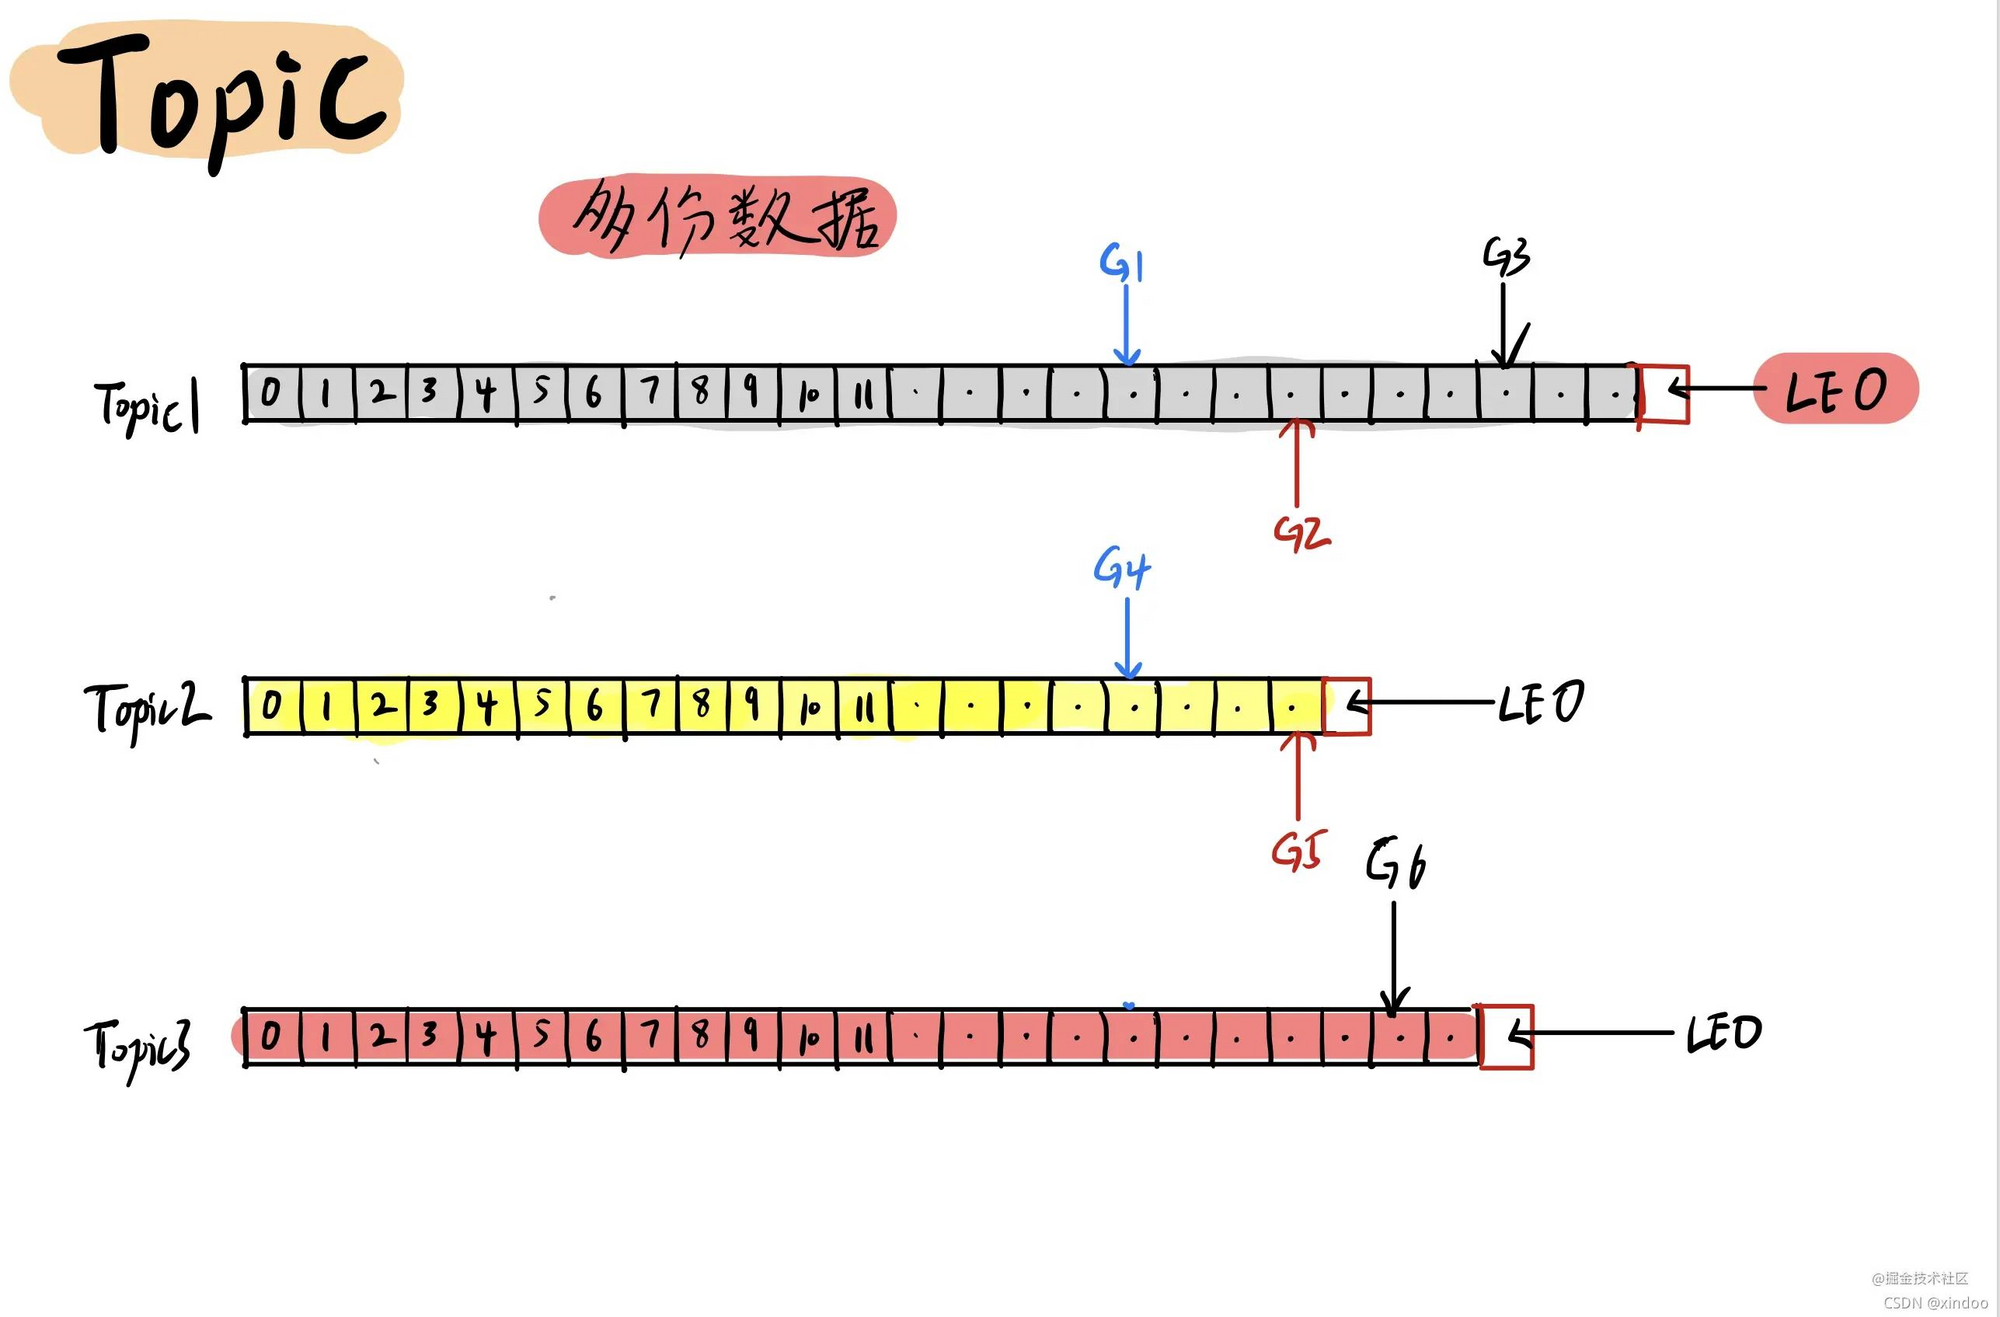 Topic
多份数据
G1 G3
Topic1 0 1 2 3 4 5 6 7 8 9 10 11 . . . . . . . . . . . . . . LEO
G2
G4
Topic2 0 1 2 3 4 5 6 7 8 9 10 11 . . . . . . . . LEO
G5
G6
Topic3 0 1 2 3 4 5 6 7 8 9 10 11 . . . . . . . . . . . LEO
@掘金技术社区
CSDN @xindoo